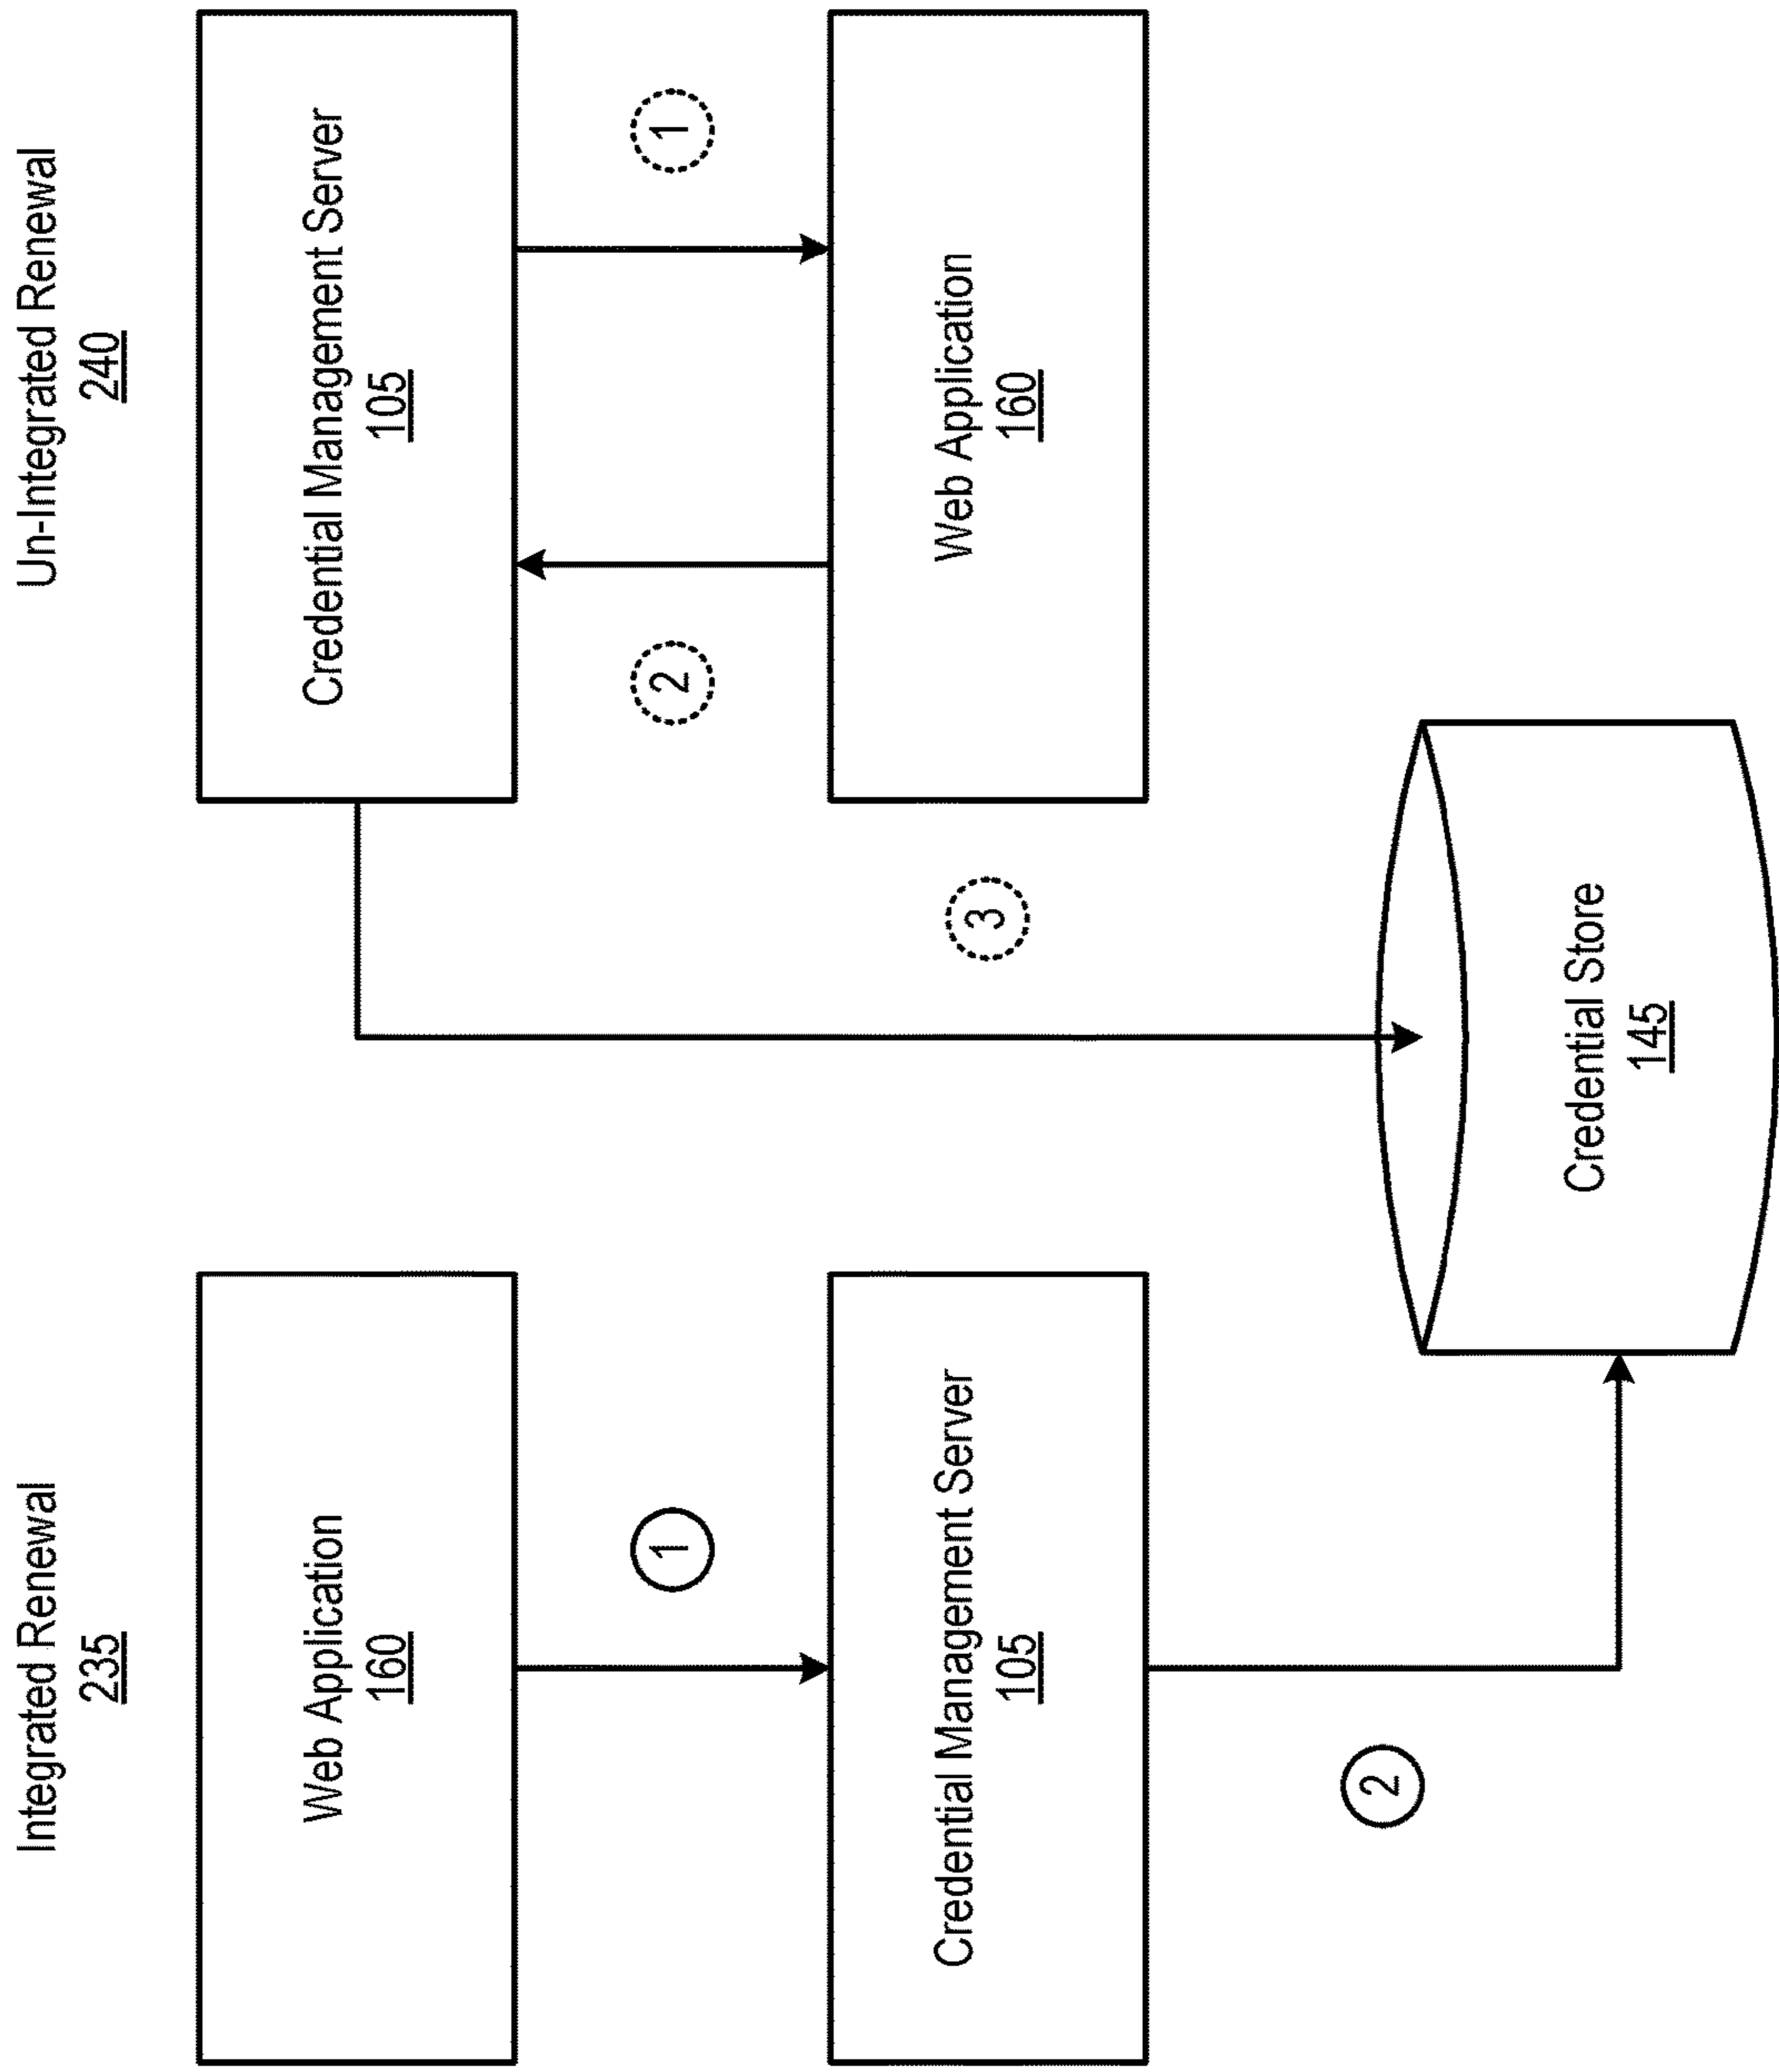 Integrated Renewal
235
Web Application
160
1
Credential Management Server
105
2
Un-Integrated Renewal
240
Credential Management Server
105
2
1
Web Application
160
3
Credential Store
145